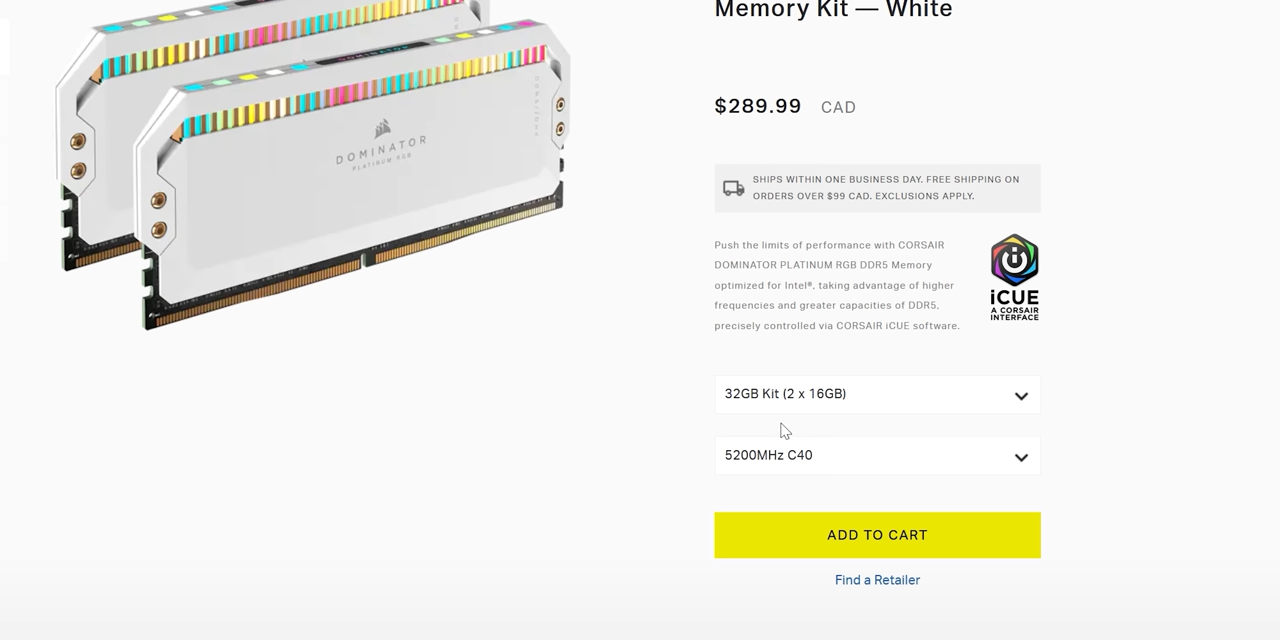 Memory Kit — White
$289.99 CAD
SHIPS WITHIN ONE BUSINESS DAY. FREE SHIPPING ON
ORDERS OVER $99 CAD. EXCLUSIONS APPLY.
Push the limits of performance with CORSAIR
DOMINATOR PLATINUM RGB DDR5 Memory
optimized for Intel®, taking advantage of higher
frequencies and greater capacities of DDR5,
precisely controlled via CORSAIR iCUE software.
iCUE
A CORSAIR
INTERFACE
32GB Kit (2 x 16GB)
5200MHz C40
ADD TO CART
Find a Retailer
DOMINATOR
PLATINUM RGB